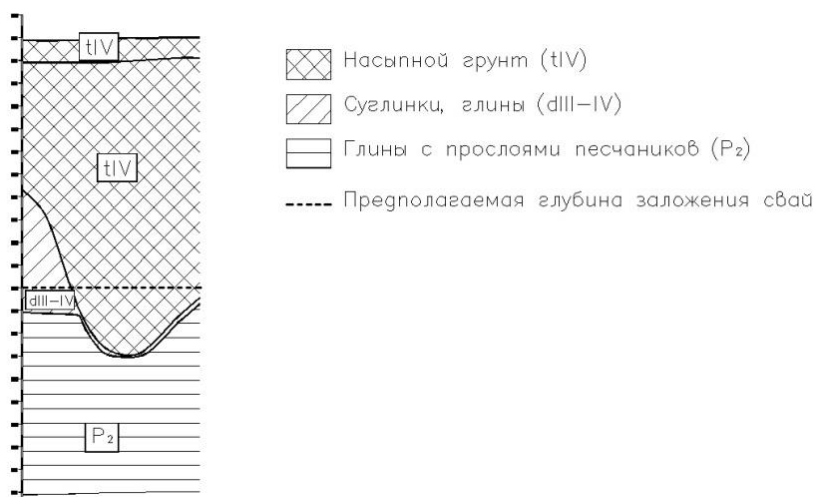 tIV
tIV
dIII-IV
P₂
Насыпной грунт (tIV)
Суглинки, глины (dIII-IV)
Глины с прослоями песчаников (P₂)
Предполагаемая глубина заложения свай